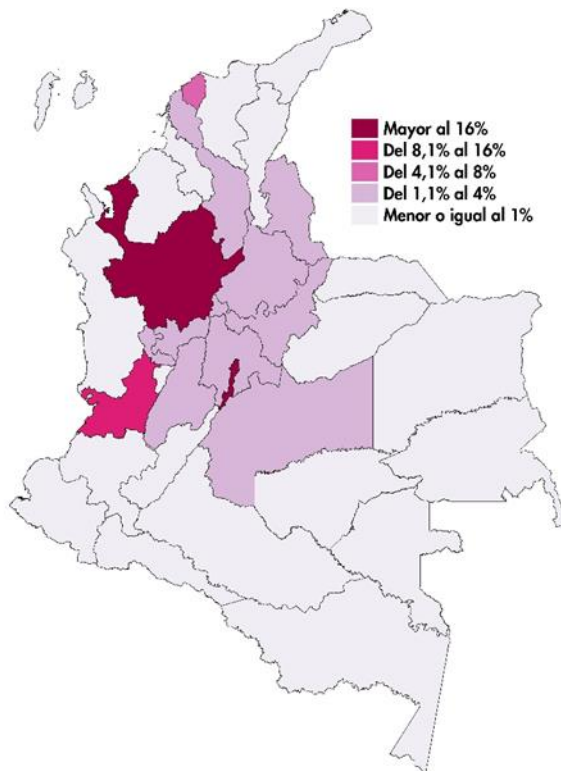 Mayor al 16%
Del 8,1% al 16%
Del 4,1% al 8%
Del 1,1% al 4%
Menor o igual al 1%